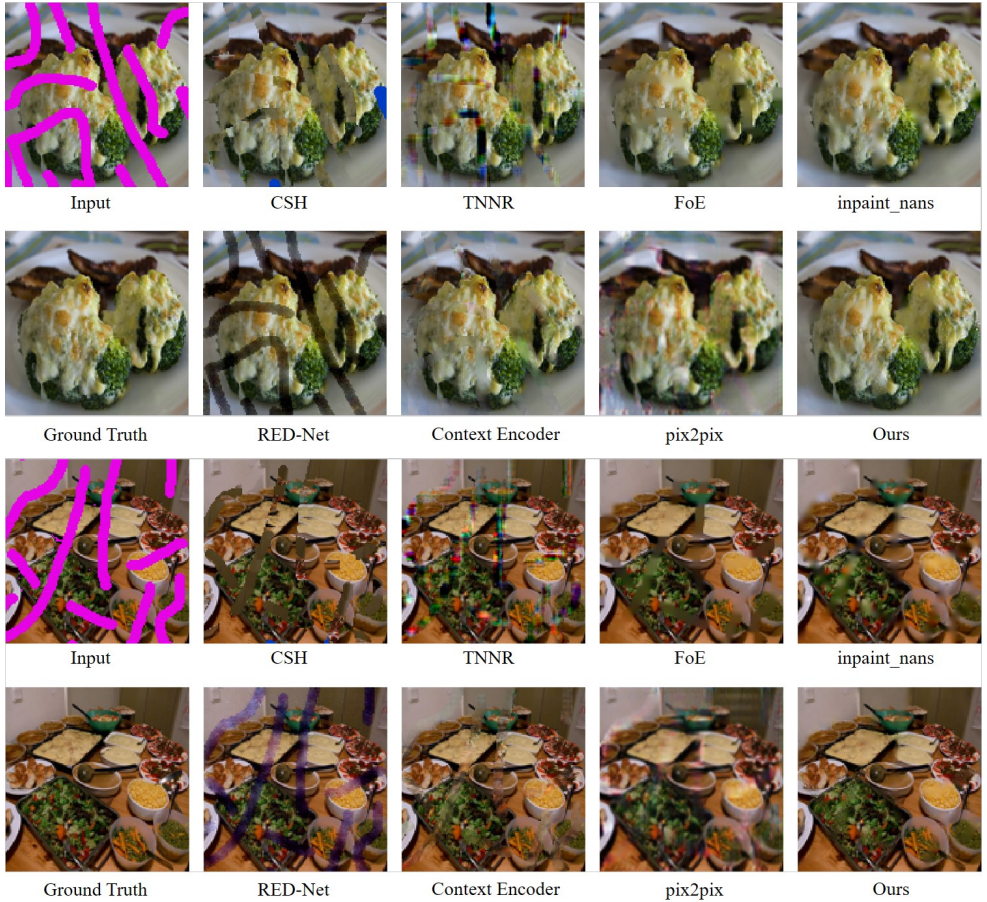 Input CSH TNNR FoE inpaint_nans
Ground Truth RED-Net Context Encoder pix2pix Ours
Input CSH TNNR FoE inpaint_nans
Ground Truth RED-Net Context Encoder pix2pix Ours